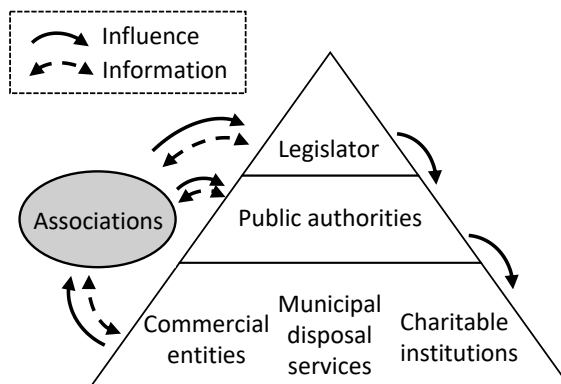 Influence
Information
Legislator
Associations
Public authorities
Commercial
entities
Municipal
disposal
services
Charitable
institutions